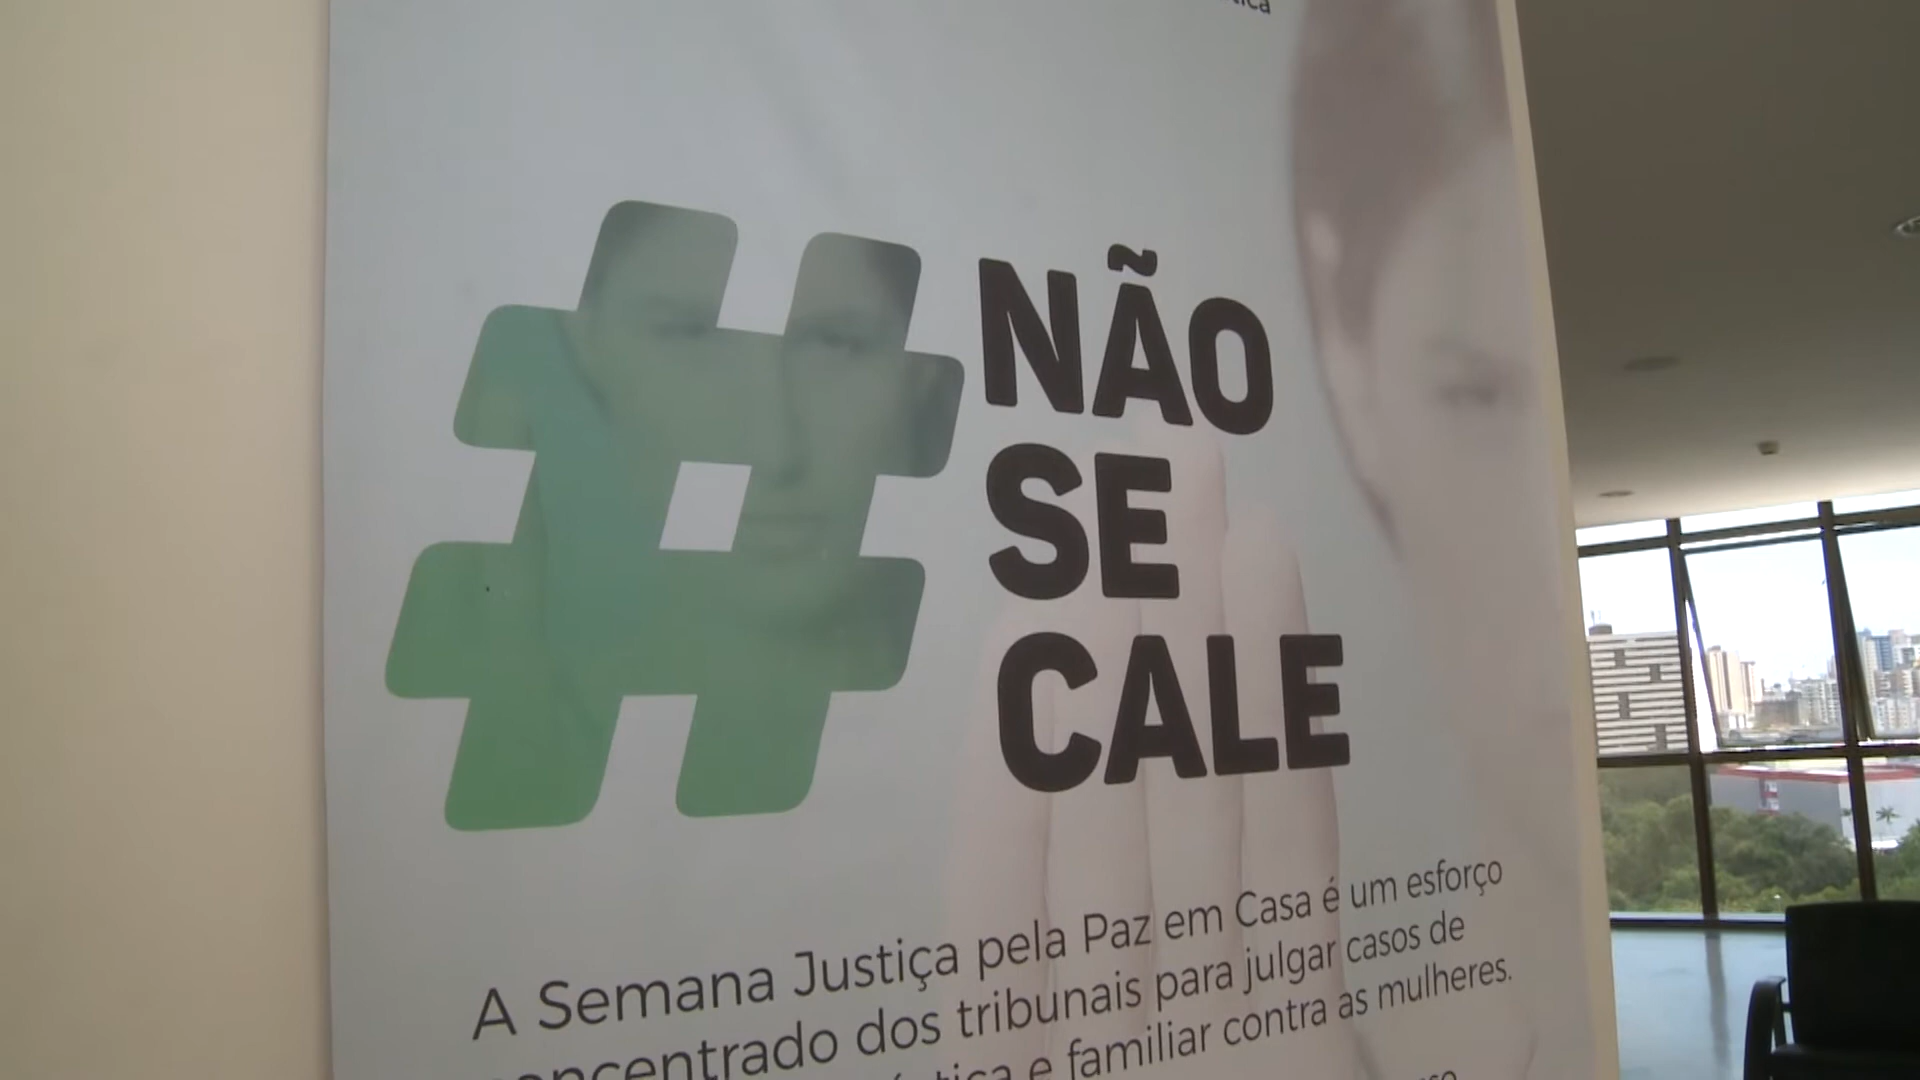 #NÃO
SE
CALE
A Semana Justiça pela Paz em Casa é um esforço
dos tribunais para julgar casos de
e familiar contra as mulheres.